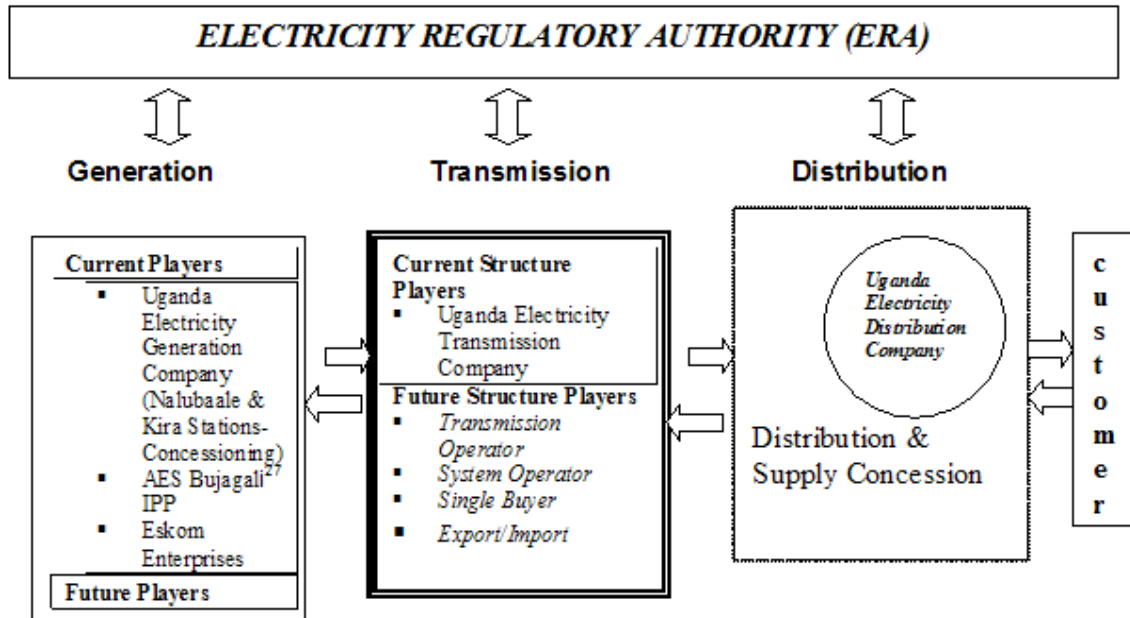 ELECTRICITY REGULATORY AUTHORITY (ERA)
Generation
Transmission
Distribution
Current Players
▪ Uganda
Electricity
Generation
Company
(Nalubaale &
Kira Stations-
Concessioning)
▪ AES Bujagali27
IPP
▪ Eskom
Enterprises
Future Players
Current Structure
Players
▪ Uganda Electricity
Transmission
Company
Future Structure Players
▪ Transmission
Operator
▪ System Operator
▪ Single Buyer
▪ Export/Import
Uganda
Electricity
Distribution
Company
Distribution &
Supply Concession
c
u
s
t
o
m
e
r